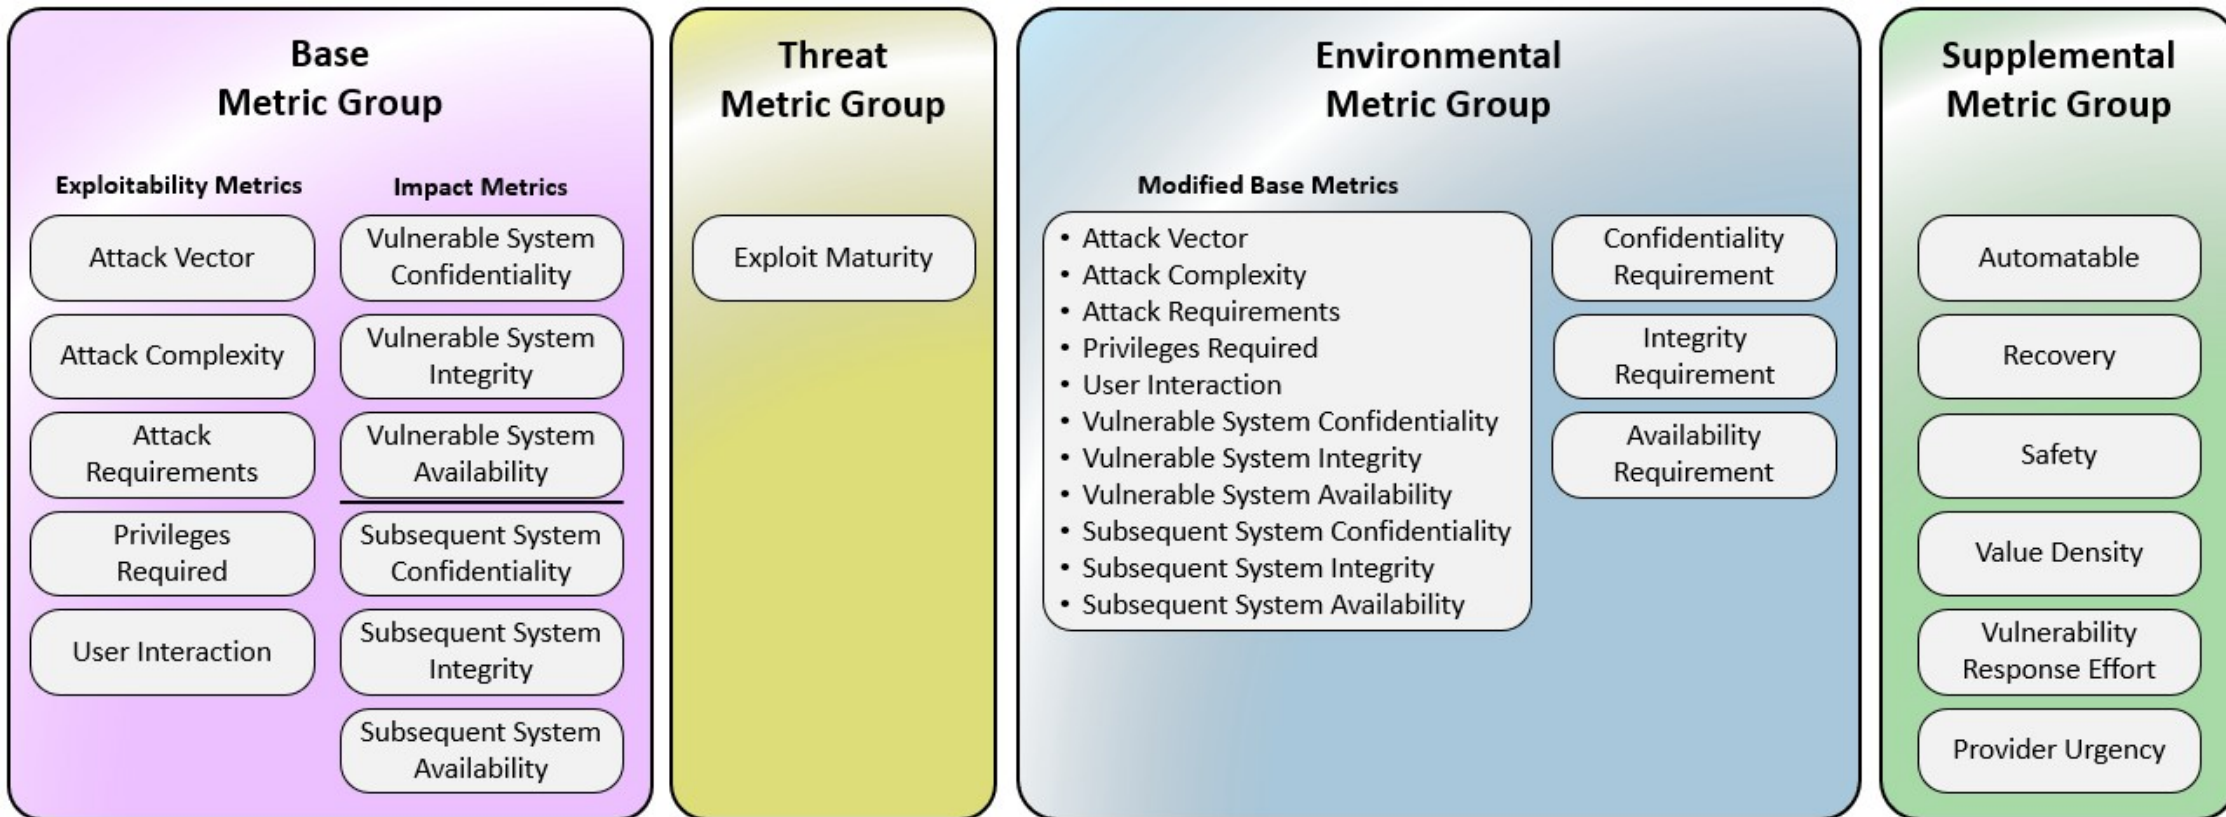 Base
Metric Group
Exploitability Metrics
Attack Vector
Attack Complexity
Attack
Requirements
Privileges
Required
User Interaction
Impact Metrics
Vulnerable System
Confidentiality
Vulnerable System
Integrity
Vulnerable System
Availability
Subsequent System
Confidentiality
Subsequent System
Integrity
Subsequent System
Availability
Threat
Metric Group
Exploit Maturity
Environmental
Metric Group
Modified Base Metrics
• Attack Vector
• Attack Complexity
• Attack Requirements
• Privileges Required
• User Interaction
• Vulnerable System Confidentiality
• Vulnerable System Integrity
• Vulnerable System Availability
• Subsequent System Confidentiality
• Subsequent System Integrity
• Subsequent System Availability
Confidentiality
Requirement
Integrity
Requirement
Availability
Requirement
Supplemental
Metric Group
Automatable
Recovery
Safety
Value Density
Vulnerability
Response Effort
Provider Urgency